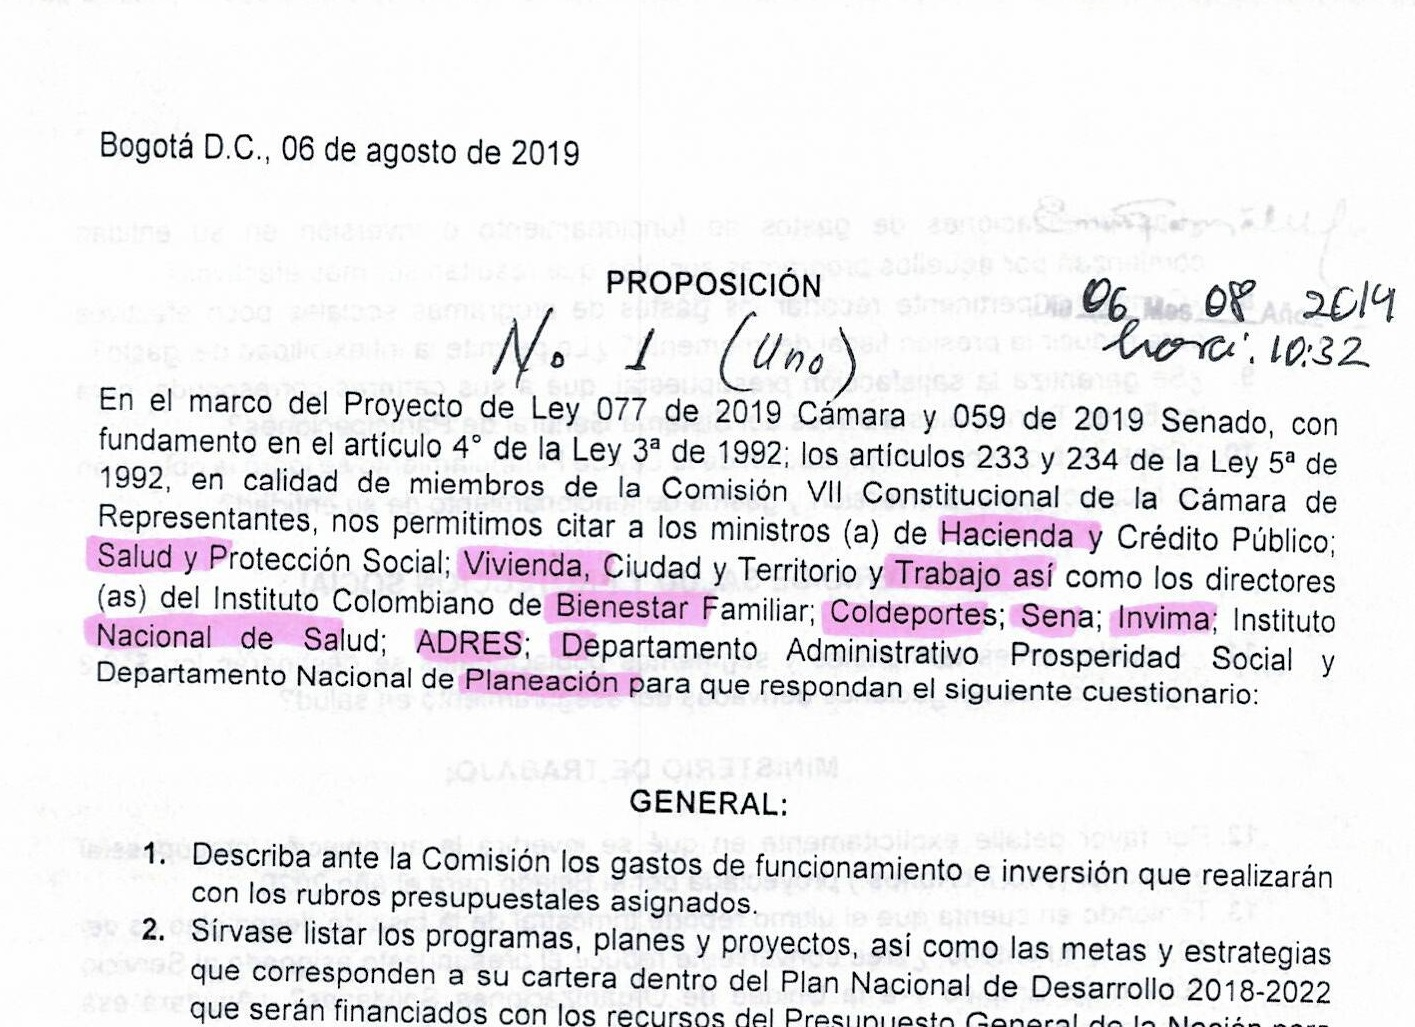 Bogotá D.C., 06 de agosto de 2019
PROPOSICIÓN
06 08 2019
Día Mes Año
hora: 10:32
No 1 (Uno)
En el marco del Proyecto de Ley 077 de 2019 Cámara y 059 de 2019 Senado, con
fundamento en el artículo 4° de la Ley 3ª de 1992, los artículos 233 y 234 de la Ley 5ª de
1992, en calidad de miembros de la Comisión VII Constitucional de la Cámara de
Representantes, nos permitimos citar a los ministros (a) de Hacienda y Crédito Público;
Salud y Protección Social; Vivienda, Ciudad y Territorio y Trabajo así como los directores
(as) del Instituto Colombiano de Bienestar Familiar; Coldeportes; Sena; Invima; Instituto
Nacional de Salud; ADRES; Departamento Administrativo Prosperidad Social y
Departamento Nacional de Planeación para que respondan el siguiente cuestionario:
GENERAL:
1. Describa ante la Comisión los gastos de funcionamiento e inversión que realizarán
con los rubros presupuestales asignados.
2. Sírvase listar los programas, planes y proyectos, así como las metas y estrategias
que corresponden a su cartera dentro del Plan Nacional de Desarrollo 2018-2022
que serán financiados con los recursos del Presupuesto General de la Nación para